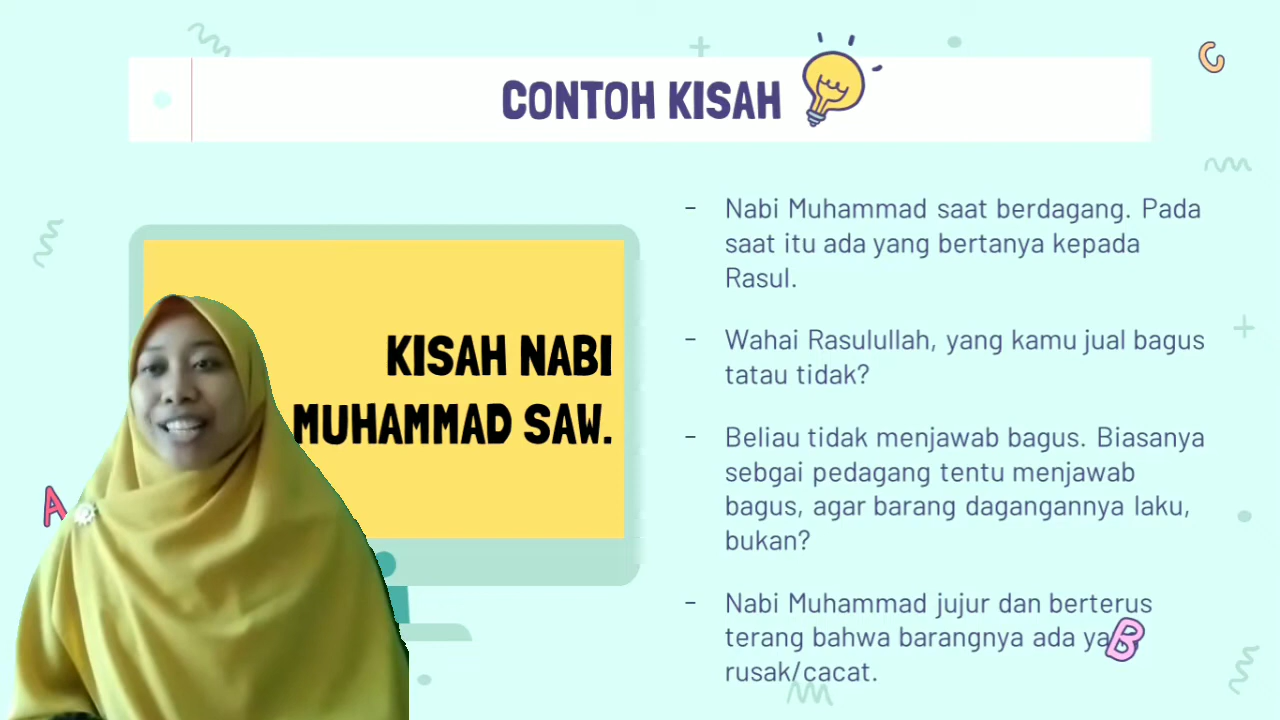 CONTOH KISAH
C
KISAH NABI
MUHAMMAD SAW.
A
- Nabi Muhammad saat berdagang. Pada
saat itu ada yang bertanya kepada
Rasul.
- Wahai Rasulullah, yang kamu jual bagus
tatau tidak?
- Beliau tidak menjawab bagus. Biasanya
sebgai pedagang tentu menjawab
bagus, agar barang dagangannya laku,
bukan?
- Nabi Muhammad jujur dan berterus
terang bahwa barangnya ada
B
rusak/cacat.